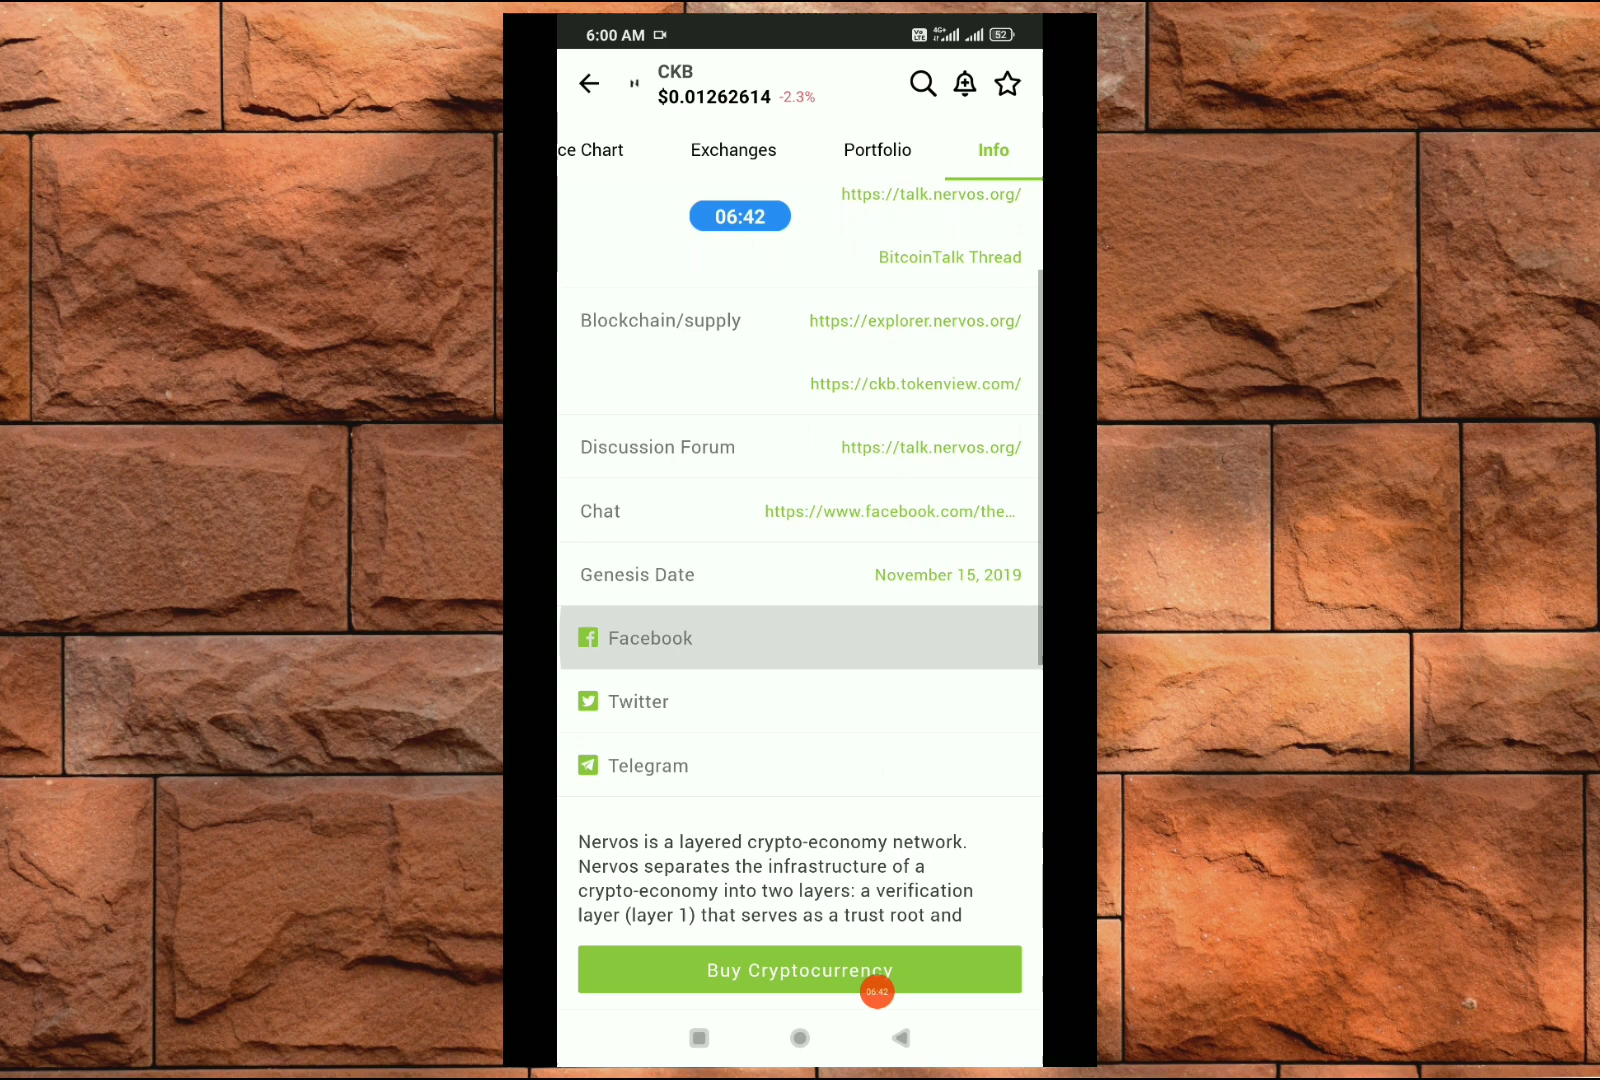 6:00 AM
Vo LTE 4G+ 52
CKB
$0.01262614 -2.3%
ce Chart Exchanges Portfolio Info
https://talk.nervos.org/
06:42
BitcoinTalk Thread
Blockchain/supply https://explorer.nervos.org/
https://ckb.tokenview.com/
Discussion Forum https://talk.nervos.org/
Chat https://www.facebook.com/the...
Genesis Date November 15, 2019
Facebook
Twitter
Telegram
Nervos is a layered crypto-economy network.
Nervos separates the infrastructure of a
crypto-economy into two layers: a verification
layer (layer 1) that serves as a trust root and
Buy Cryptocurrency
06:42